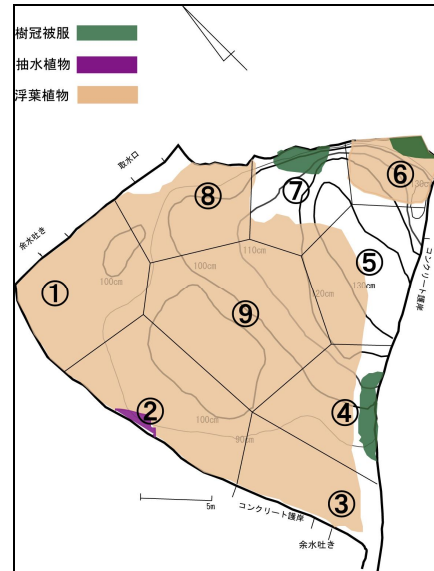 樹冠被服
抽水植物
浮葉植物
取水口
余水吐き
⑧
⑦
⑥
130cm
コンクリート護岸
①
100cm
100cm
110cm
⑤
130cm
120cm
⑨
②
100cm
④
90cm
5m
コンクリート護岸
③
余水吐き